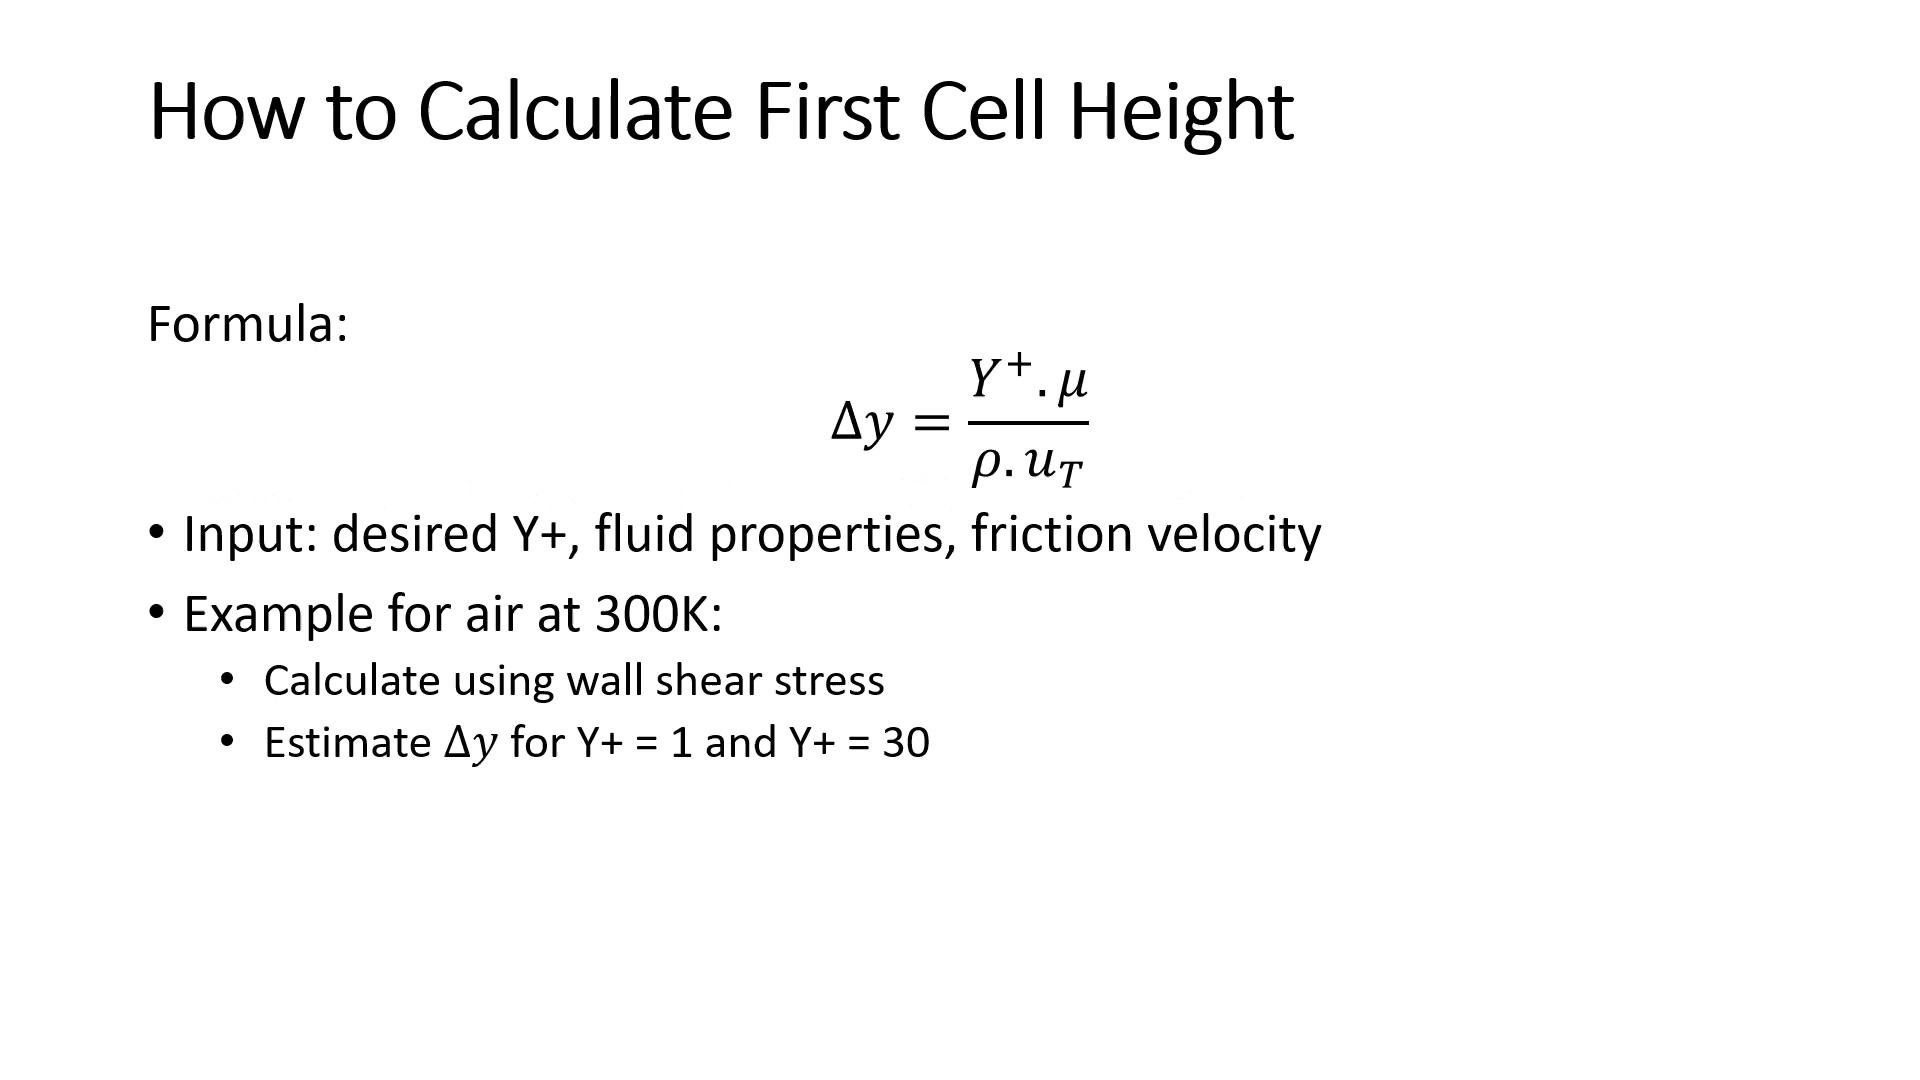 How to Calculate First Cell Height
Formula:
Δy = Y⁺.μ / ρ.u_T
• Input: desired Y+, fluid properties, friction velocity
• Example for air at 300K:
• Calculate using wall shear stress
• Estimate Δy for Y+ = 1 and Y+ = 30